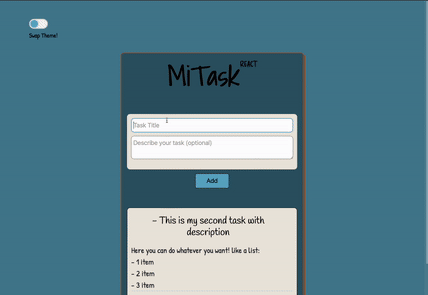 Swap Theme!
MiTask REACT
Task Title
Describe your task (optional)
Add
- This is my second task with
description
Here you can do whatever you want! Like a list:
- 1 item
- 2 item
- 3 item